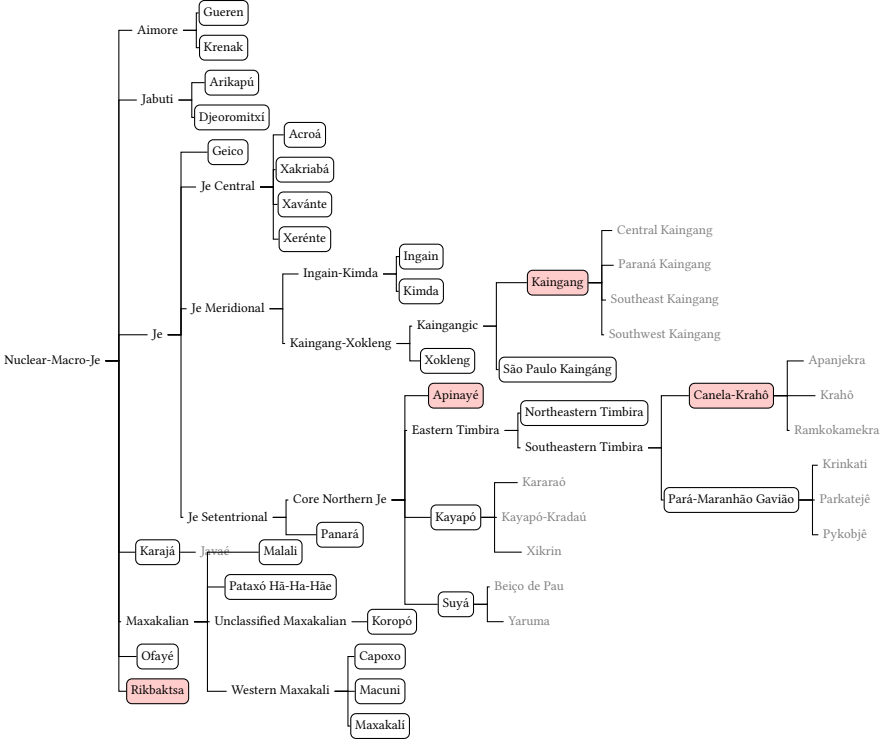 Gueren
Aimore
Krenak
Arikapú
Jabuti
Djeoromitxí
Acroá
Geico
Xakriabá
Je Central
Xavánte
Central Kaingang
Xerénte
Ingain
Paraná Kaingang
Ingain-Kimda
Kaingang
Kimda
Southeast Kaingang
Je Meridional
Kaingangic
Je
Southwest Kaingang
Kaingang-Xokleng
Nuclear-Macro-Je
Xokleng
Apanjekra
São Paulo Kaingáng
Apinayé
Canela-Krahô
Krahô
Northeastern Timbira
Eastern Timbira
Ramkokamekra
Southeastern Timbira
Krinkati
Kararaô
Core Northern Je
Pará-Maranhão Gavião
Parkatejê
Je Setentrional
Kayapó
Kayapó-Kradaú
Panará
Pykobjê
Karajá
Javaé
Malali
Xikrin
Pataxó Hã-Ha-Hãe
Beiço de Pau
Suyá
Maxakalian
Unclassified Maxakalian
Koropó
Yaruma
Ofayé
Capoxo
Rikbaktsa
Western Maxakali
Macuni
Maxakalí